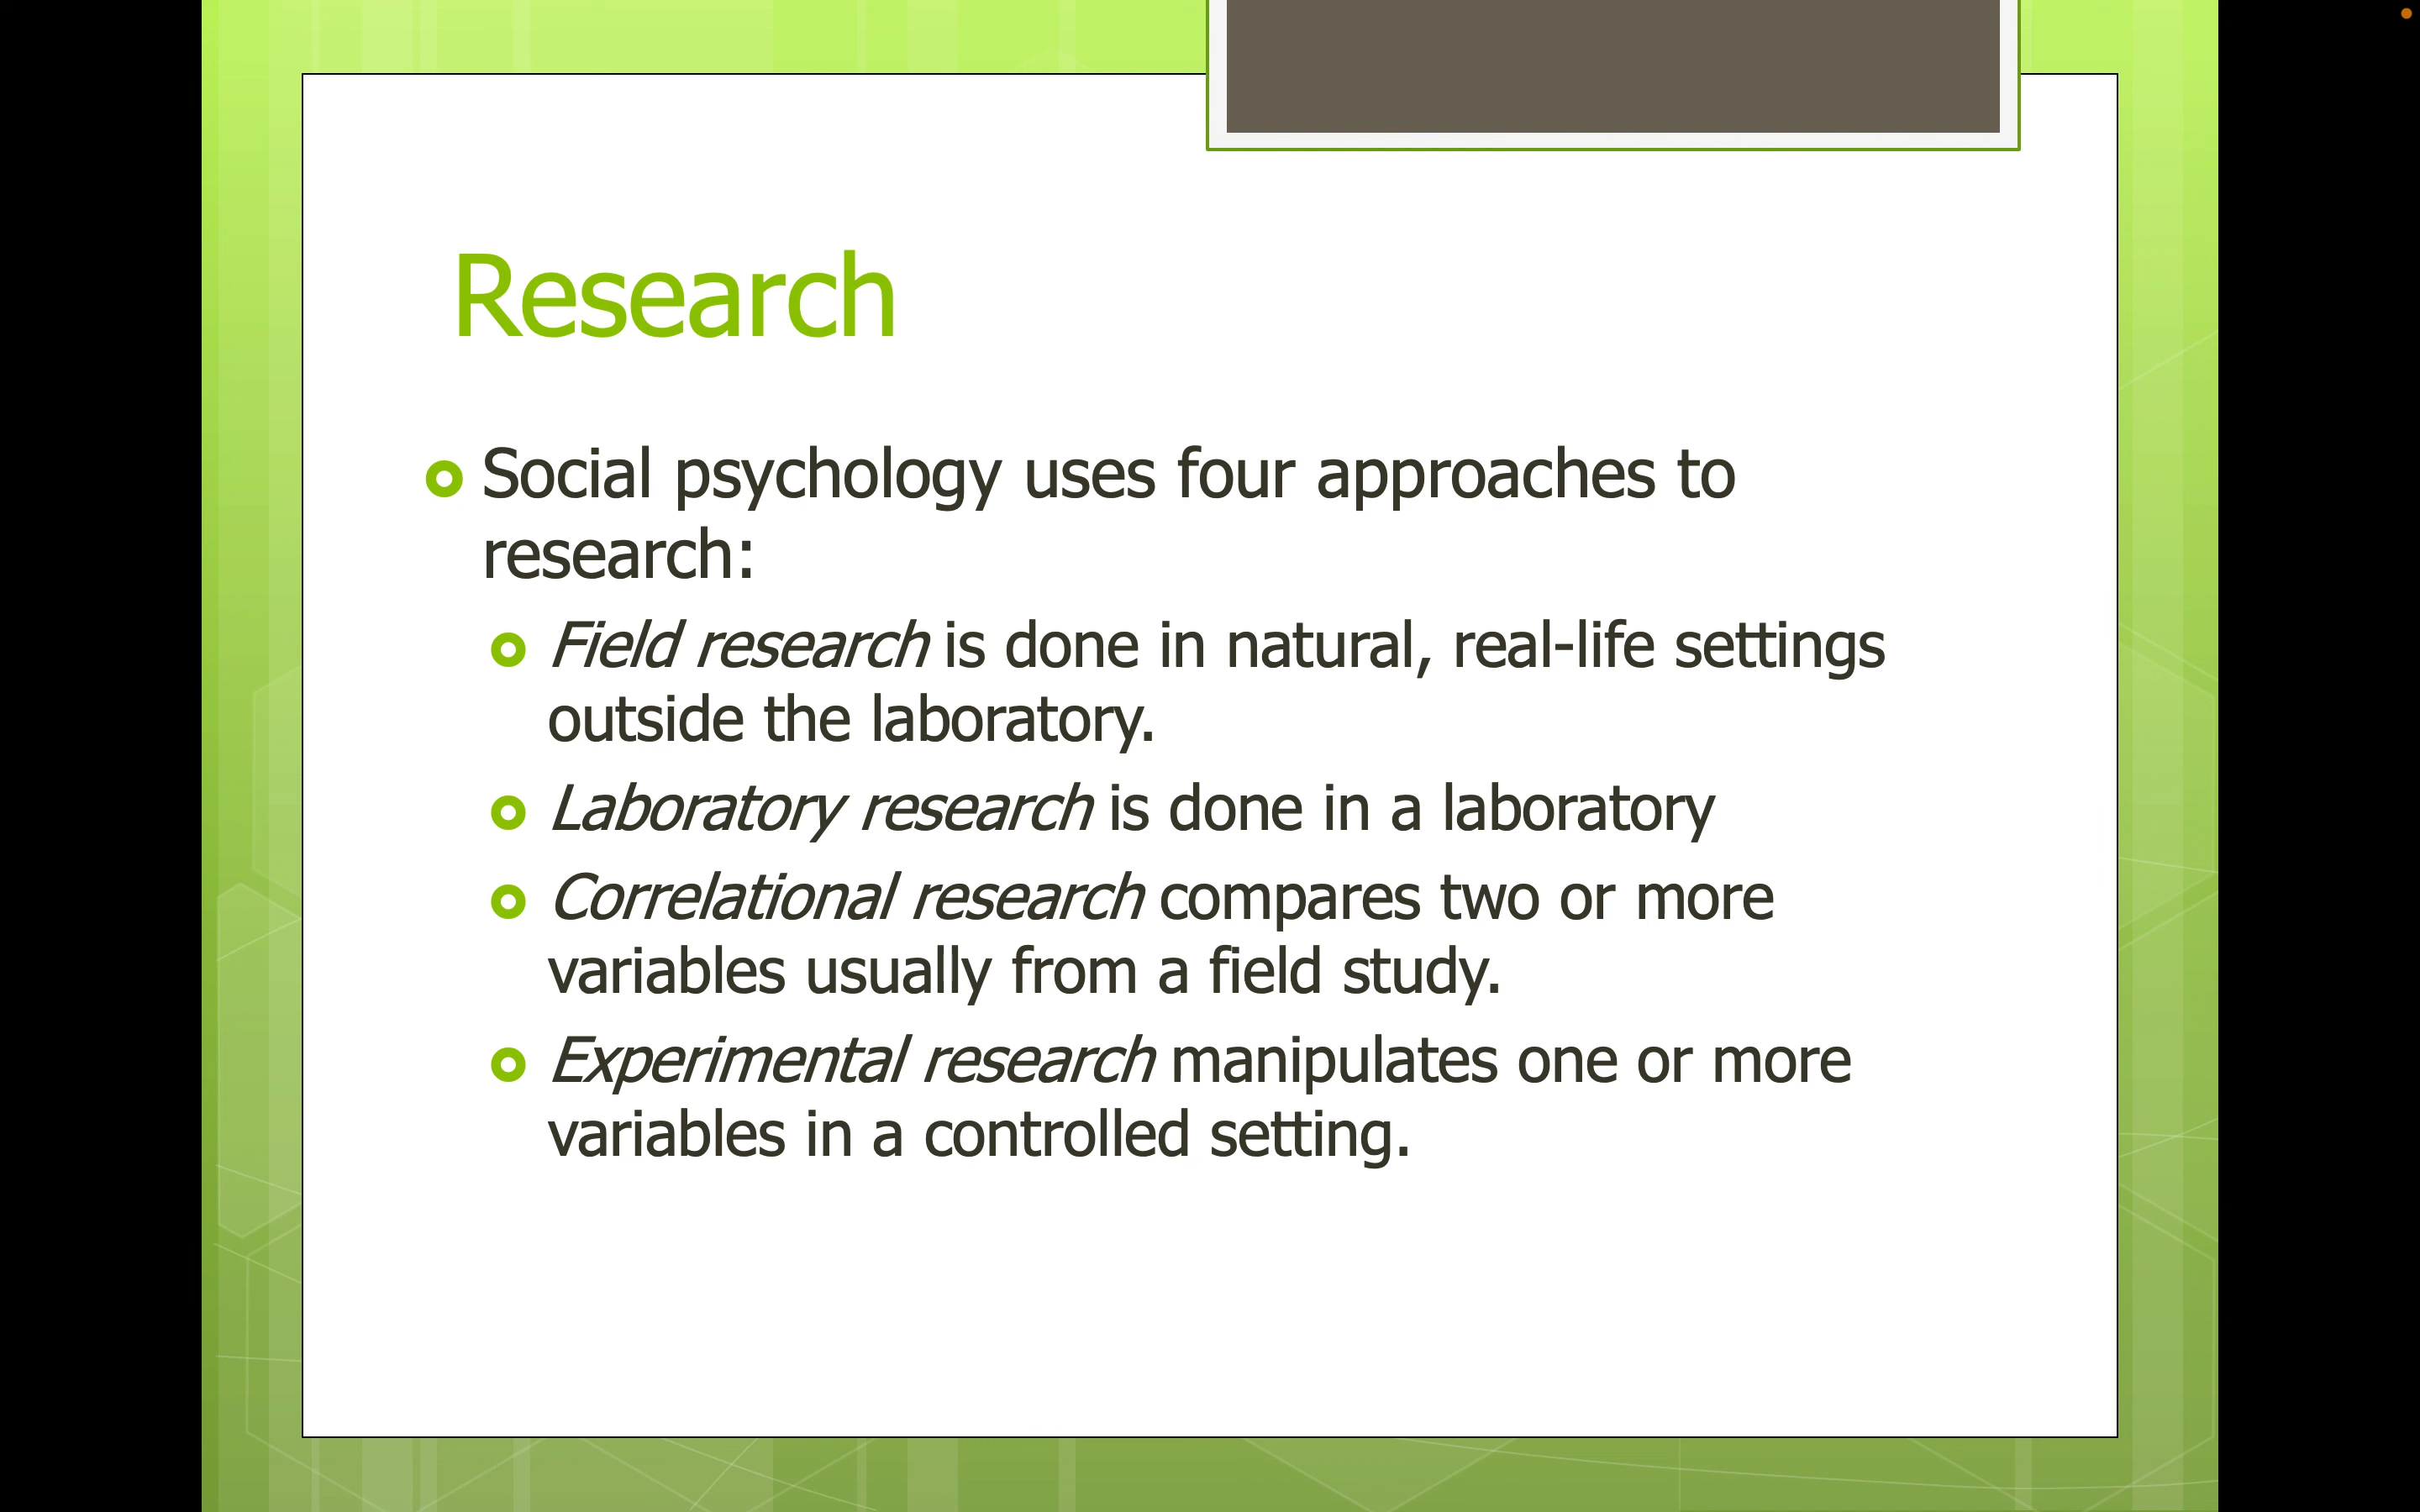 Research
Social psychology uses four approaches to
research:
Field research is done in natural, real-life settings
outside the laboratory.
Laboratory research is done in a laboratory
Correlational research compares two or more
variables usually from a field study.
Experimental research manipulates one or more
variables in a controlled setting.